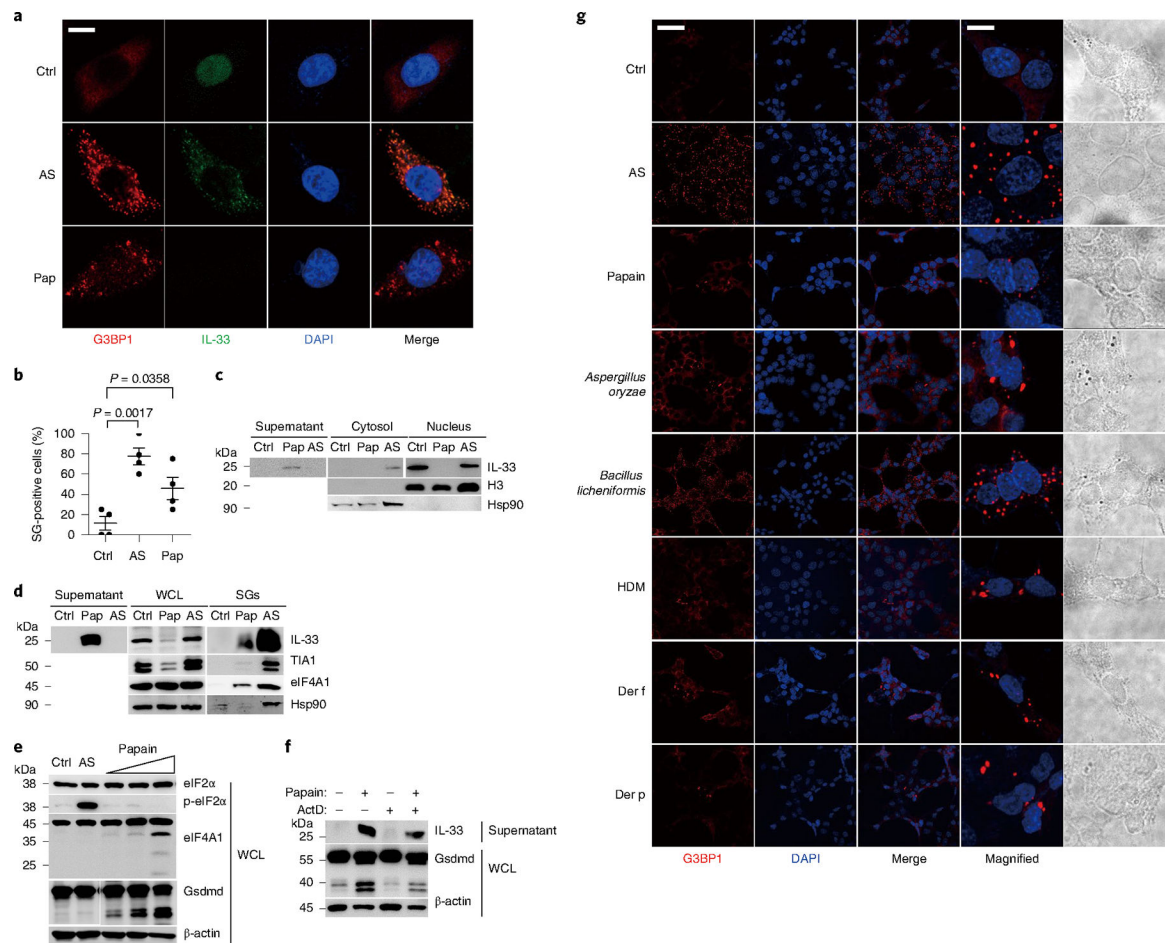 a
Ctrl
AS
Pap
G3BP1 IL-33 DAPI Merge
b
P = 0.0358
P = 0.0017
SG-positive cells (%)
100
80
60
40
20
0
Ctrl AS Pap
c
Supernatant Cytosol Nucleus
kDa Ctrl Pap AS Ctrl Pap AS Ctrl Pap AS
25 IL-33
20 H3
90 Hsp90
d
Supernatant WCL SGs
kDa Ctrl Pap AS Ctrl Pap AS Ctrl Pap AS
25 IL-33
50 TIA1
45 eIF4A1
90 Hsp90
e
Papain
kDa Ctrl AS
38 eIF2α
38 p-eIF2α
45
35 eIF4A1
25
WCL
Gsdmd
β-actin
f
Papain: – + – +
ActD: – – + +
kDa
25 IL-33 Supernatant
55 Gsdmd
WCL
40
45 β-actin
g
Ctrl
AS
Papain
Aspergillus
oryzae
Bacillus
licheniformis
HDM
Der f
Der p
G3BP1 DAPI Merge Magnified